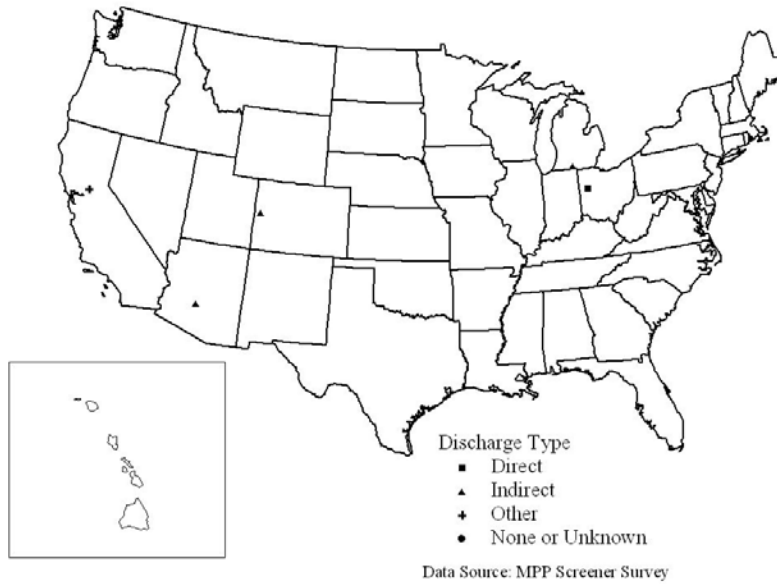 Discharge Type
Direct
Indirect
Other
None or Unknown
Data Source: MPP Screener Survey